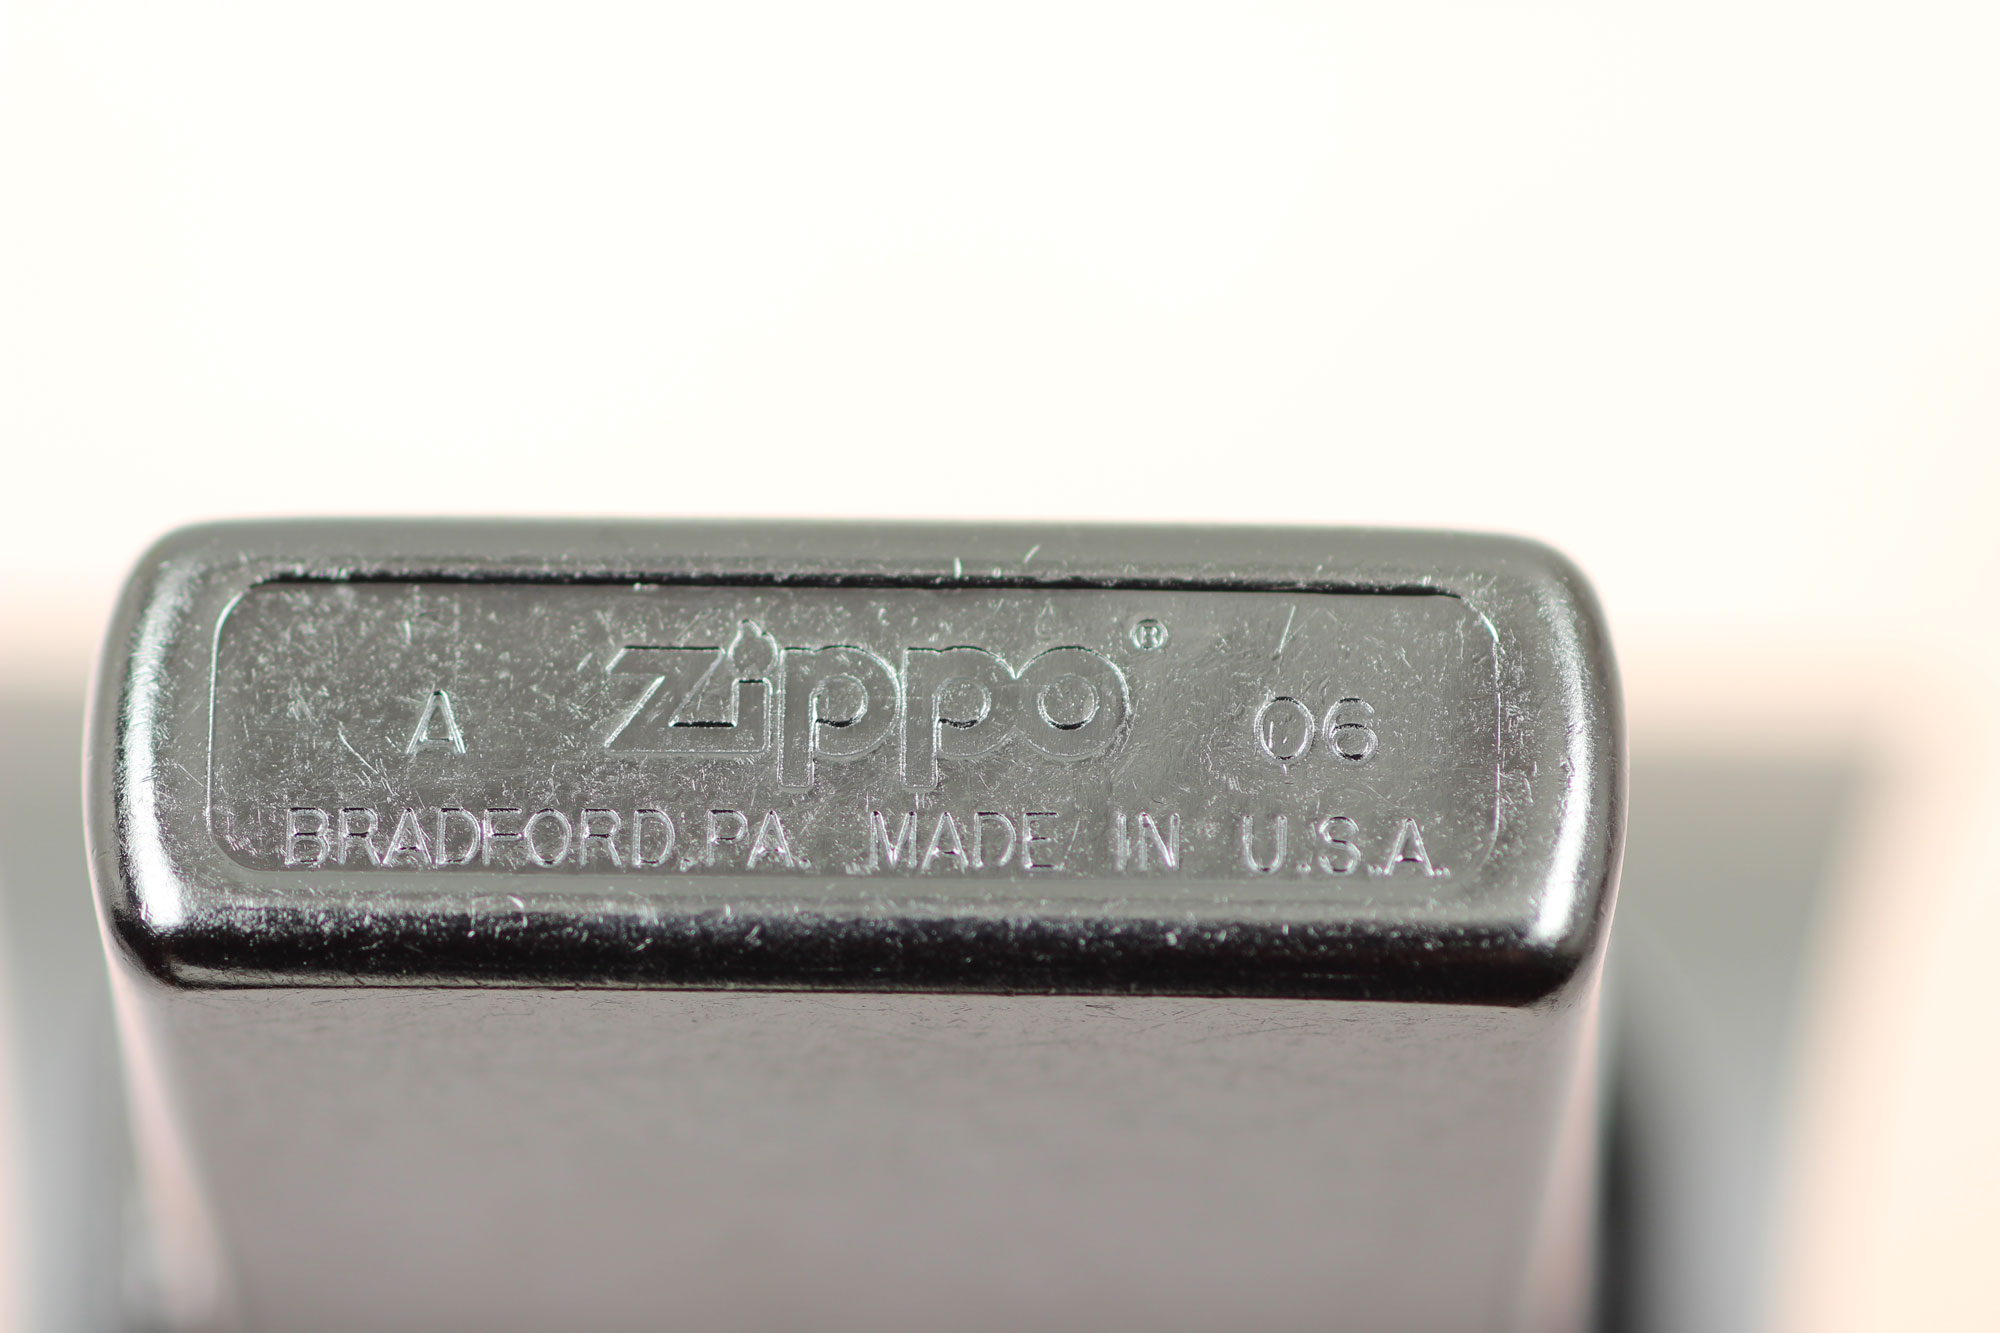 A Zippo® 06
BRADFORD,PA. MADE IN U.S.A.